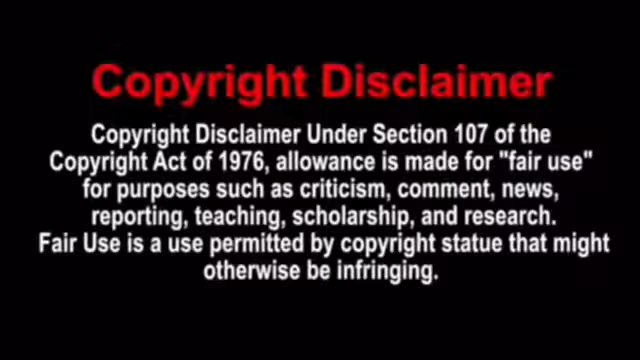 Copyright Disclaimer
Copyright Disclaimer Under Section 107 of the
Copyright Act of 1976, allowance is made for "fair use"
for purposes such as criticism, comment, news,
reporting, teaching, scholarship, and research.
Fair Use is a use permitted by copyright statue that might
otherwise be infringing.